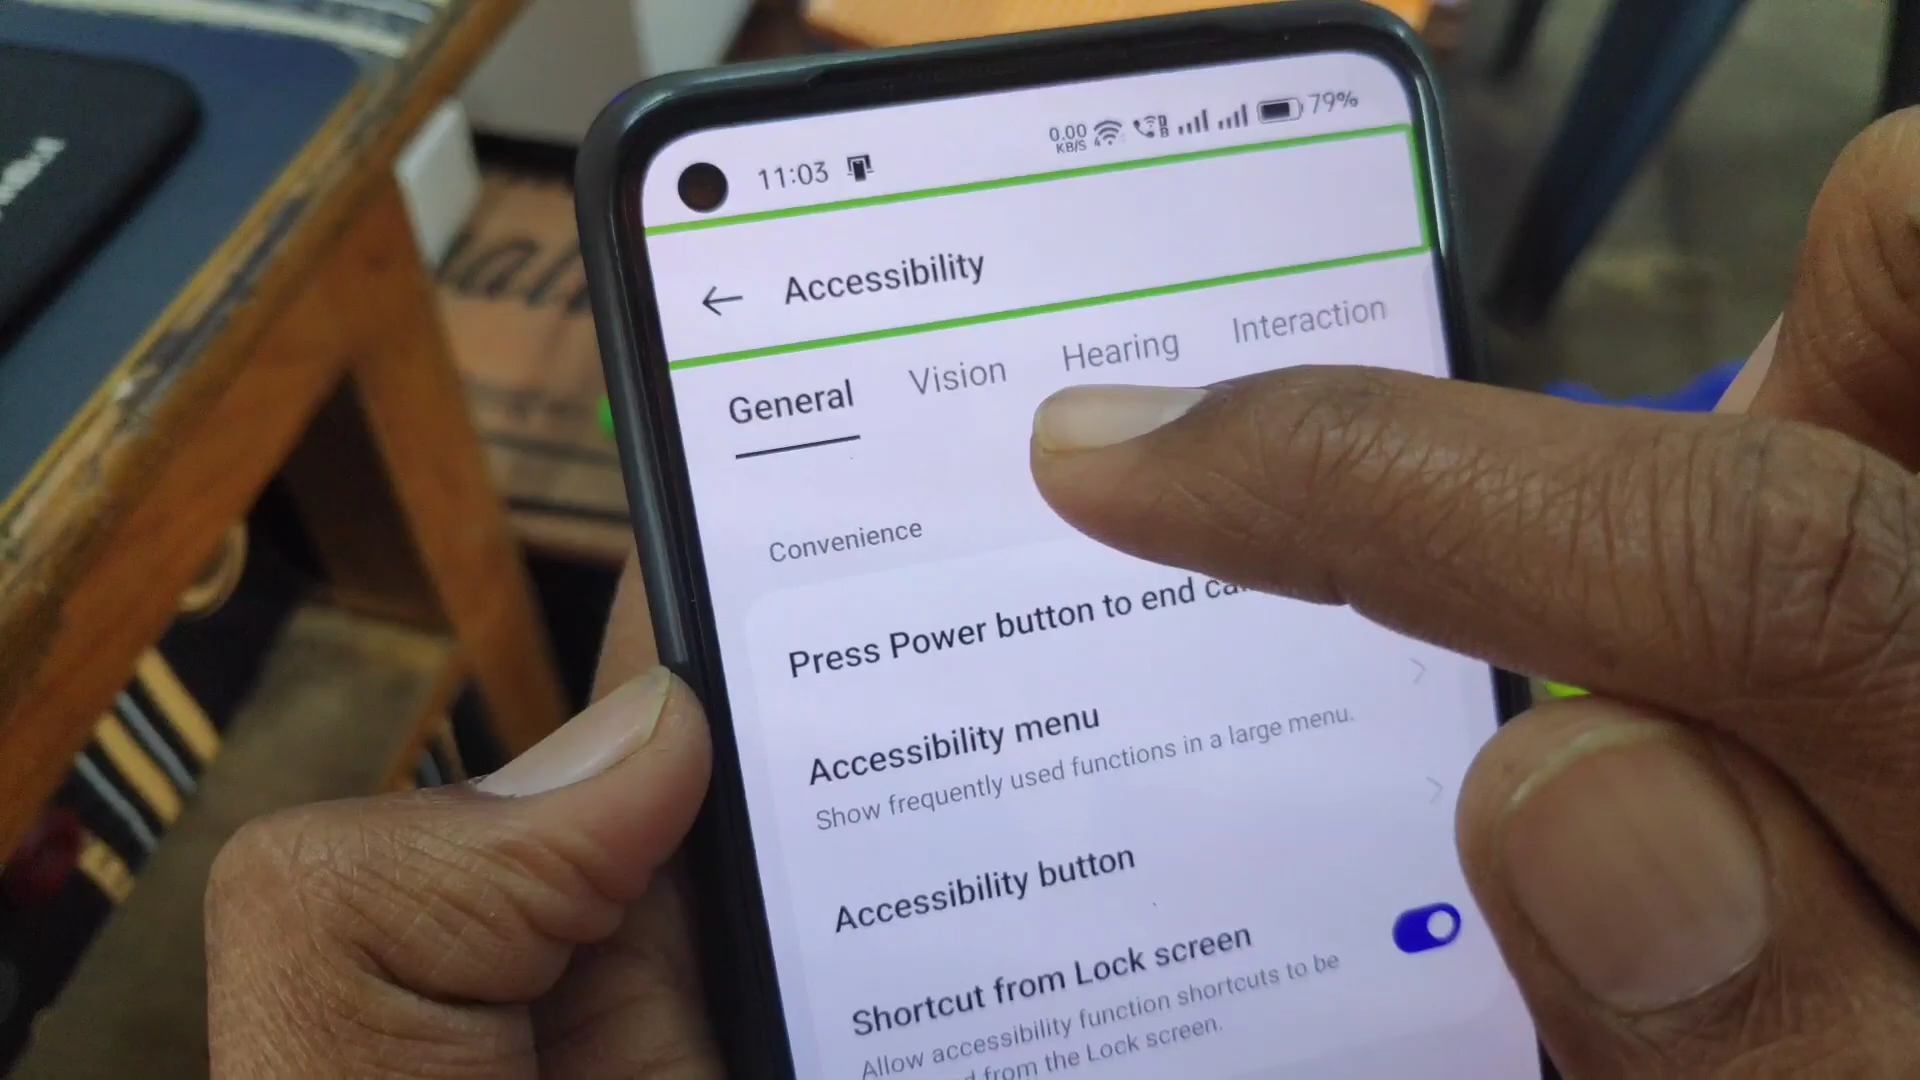 11:03
0.00 KB/S
79%
Accessibility
General Vision Hearing Interaction
Convenience
Press Power button to end
Accessibility menu
Show frequently used functions in a large menu.
Accessibility button
Shortcut from Lock screen
Allow accessibility function shortcuts to be
from the Lock screen.